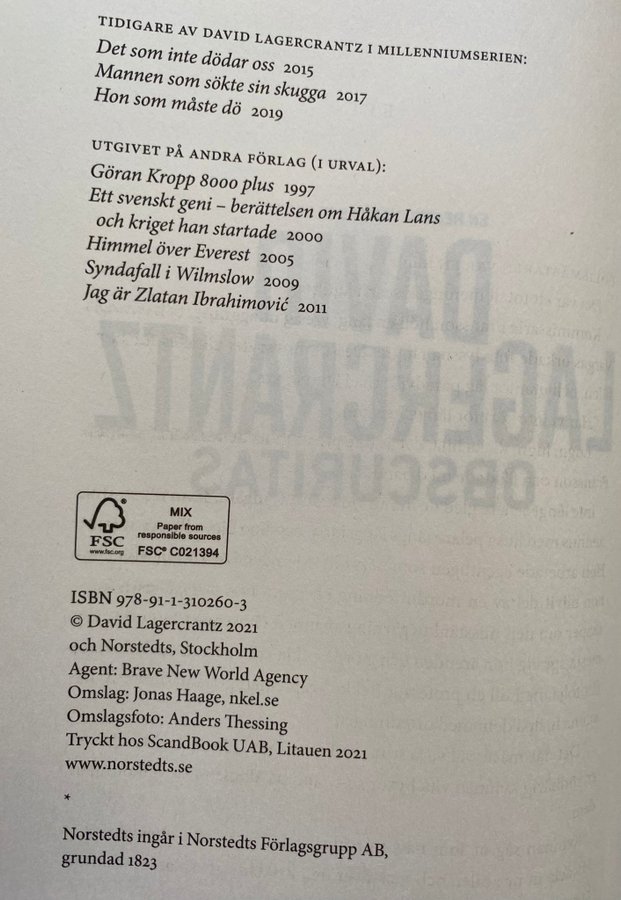 TIDIGARE AV DAVID LAGERCRANTZ I MILLENNIUMSERIEN:
Det som inte dödar oss 2015
Mannen som sökte sin skugga 2017
Hon som måste dö 2019
UTGIVET PÅ ANDRA FÖRLAG (I URVAL):
Göran Kropp 8000 plus 1997
Ett svenskt geni – berättelsen om Håkan Lans
och kriget han startade 2000
Himmel över Everest 2005
Syndafall i Wilmslow 2009
Jag är Zlatan Ibrahimović 2011
DAVID
LAGERCRANTZ
OBSCURITAS
FSC
www.fsc.org
MIX
Paper from
responsible sources
FSC® C021394
ISBN 978-91-1-310260-3
© David Lagercrantz 2021
och Norstedts, Stockholm
Agent: Brave New World Agency
Omslag: Jonas Haage, nkel.se
Omslagsfoto: Anders Thessing
Tryckt hos ScandBook UAB, Litauen 2021
www.norstedts.se
*
Norstedts ingår i Norstedts Förlagsgrupp AB,
grundad 1823